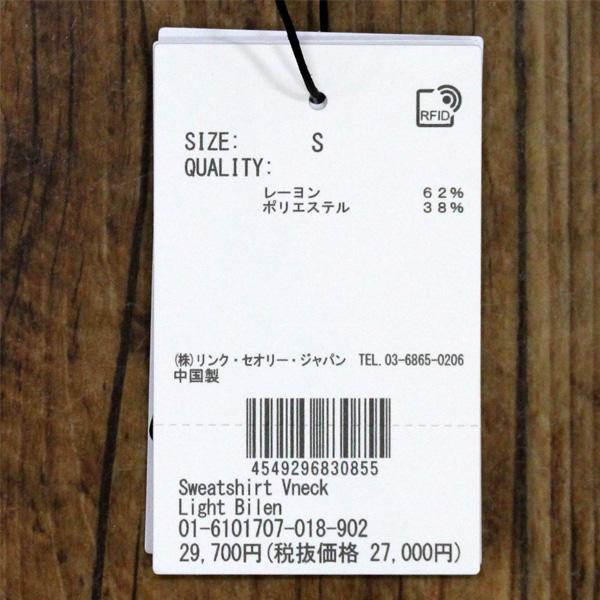 RFID
SIZE: S
QUALITY:
レーヨン 62%
ポリエステル 38%
(株)リンク・セオリー・ジャパン TEL.03-6865-0206
中国製
4549296830855
Sweatshirt Vneck
Light Bilen
01-6101707-018-902
29,700円(税抜価格 27,000円)